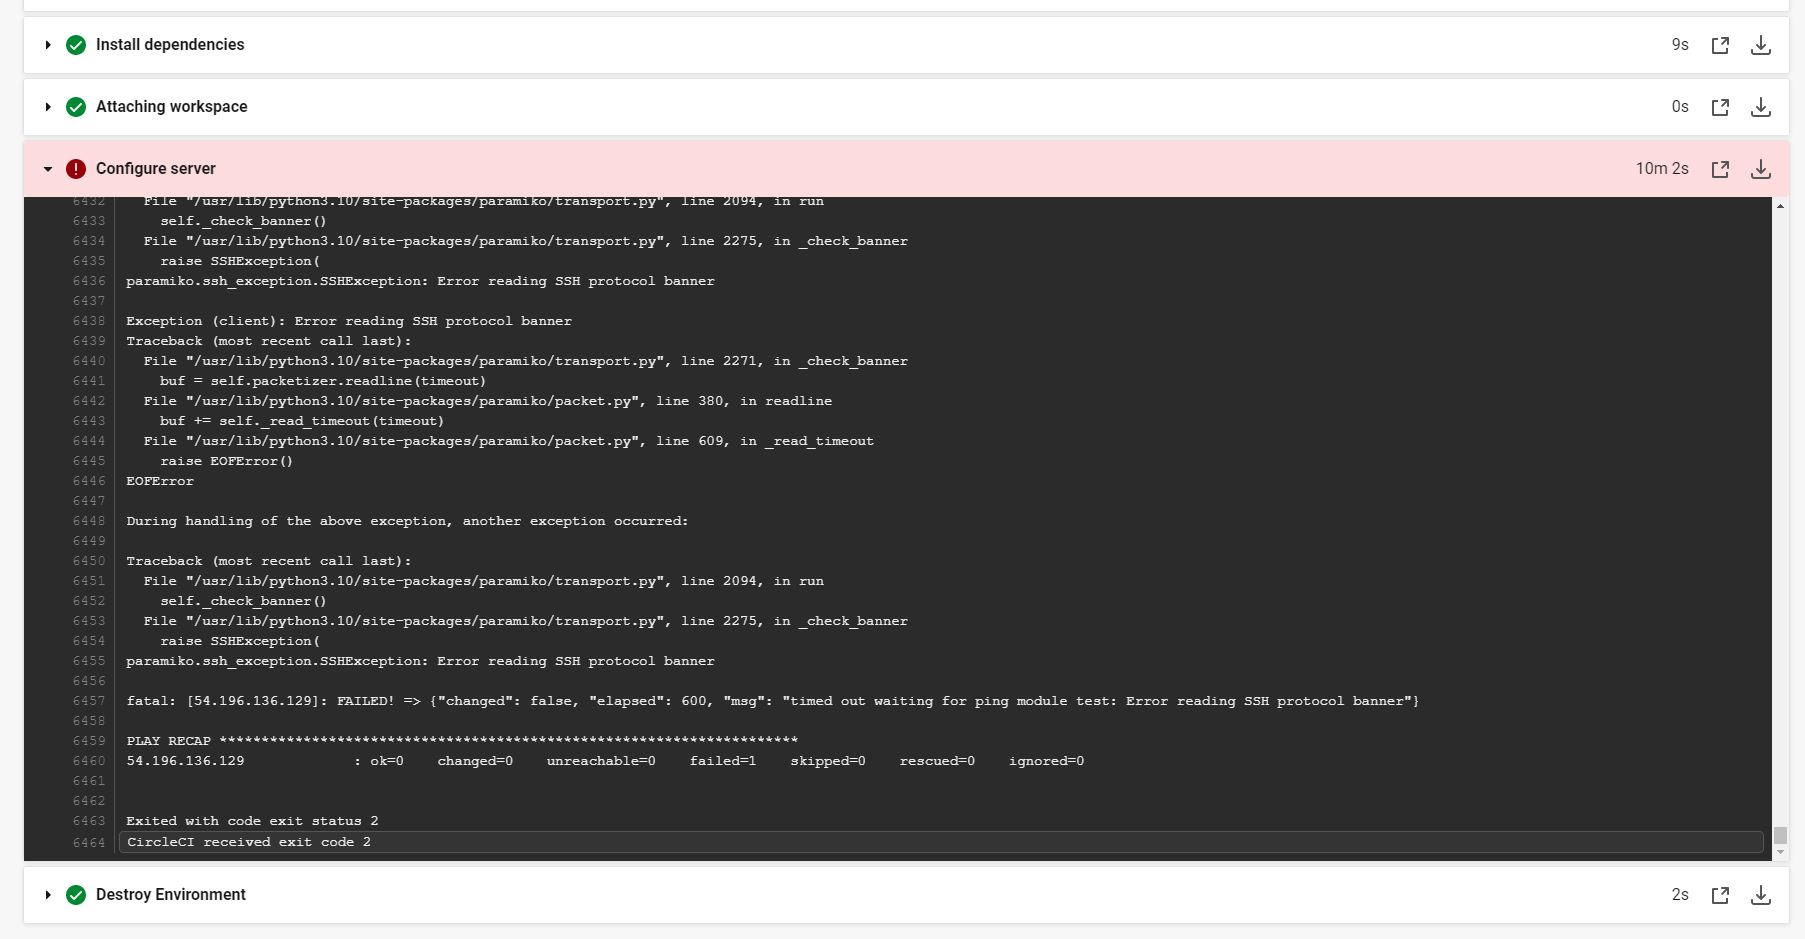 Install dependencies 9s
Attaching workspace 0s
Configure server 10m 2s
6432 File "/usr/lib/python3.10/site-packages/paramiko/transport.py", line 2094, in run
6433 self._check_banner()
6434 File "/usr/lib/python3.10/site-packages/paramiko/transport.py", line 2275, in _check_banner
6435 raise SSHException(
6436 paramiko.ssh_exception.SSHException: Error reading SSH protocol banner
6437
6438 Exception (client): Error reading SSH protocol banner
6439 Traceback (most recent call last):
6440 File "/usr/lib/python3.10/site-packages/paramiko/transport.py", line 2271, in _check_banner
6441 buf = self.packetizer.readline(timeout)
6442 File "/usr/lib/python3.10/site-packages/paramiko/packet.py", line 380, in readline
6443 buf += self._read_timeout(timeout)
6444 File "/usr/lib/python3.10/site-packages/paramiko/packet.py", line 609, in _read_timeout
6445 raise EOFError()
6446 EOFError
6447
6448 During handling of the above exception, another exception occurred:
6449
6450 Traceback (most recent call last):
6451 File "/usr/lib/python3.10/site-packages/paramiko/transport.py", line 2094, in run
6452 self._check_banner()
6453 File "/usr/lib/python3.10/site-packages/paramiko/transport.py", line 2275, in _check_banner
6454 raise SSHException(
6455 paramiko.ssh_exception.SSHException: Error reading SSH protocol banner
6456
6457 fatal: [54.196.136.129]: FAILED! => {"changed": false, "elapsed": 600, "msg": "timed out waiting for ping module test: Error reading SSH protocol banner"}
6458
6459 PLAY RECAP *********************************************************************
6460 54.196.136.129 : ok=0 changed=0 unreachable=0 failed=1 skipped=0 rescued=0 ignored=0
6461
6462
6463 Exited with code exit status 2
6464 CircleCI received exit code 2
Destroy Environment 2s